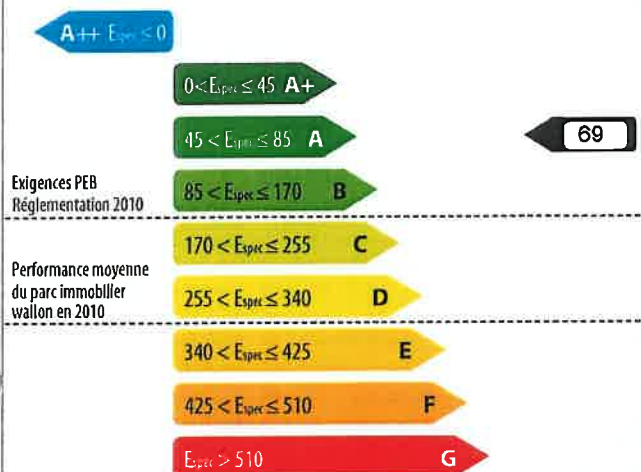 A++ Espec ≤ 0
0 < Espec ≤ 45 A+
45 < Espec ≤ 85 A
69
Exigences PEB
Réglementation 2010
85 < Espec ≤ 170 B
170 < Espec ≤ 255 C
Performance moyenne
du parc immobilier
wallon en 2010
255 < Espec ≤ 340 D
340 < Espec ≤ 425 E
425 < Espec ≤ 510 F
Espec > 510 G